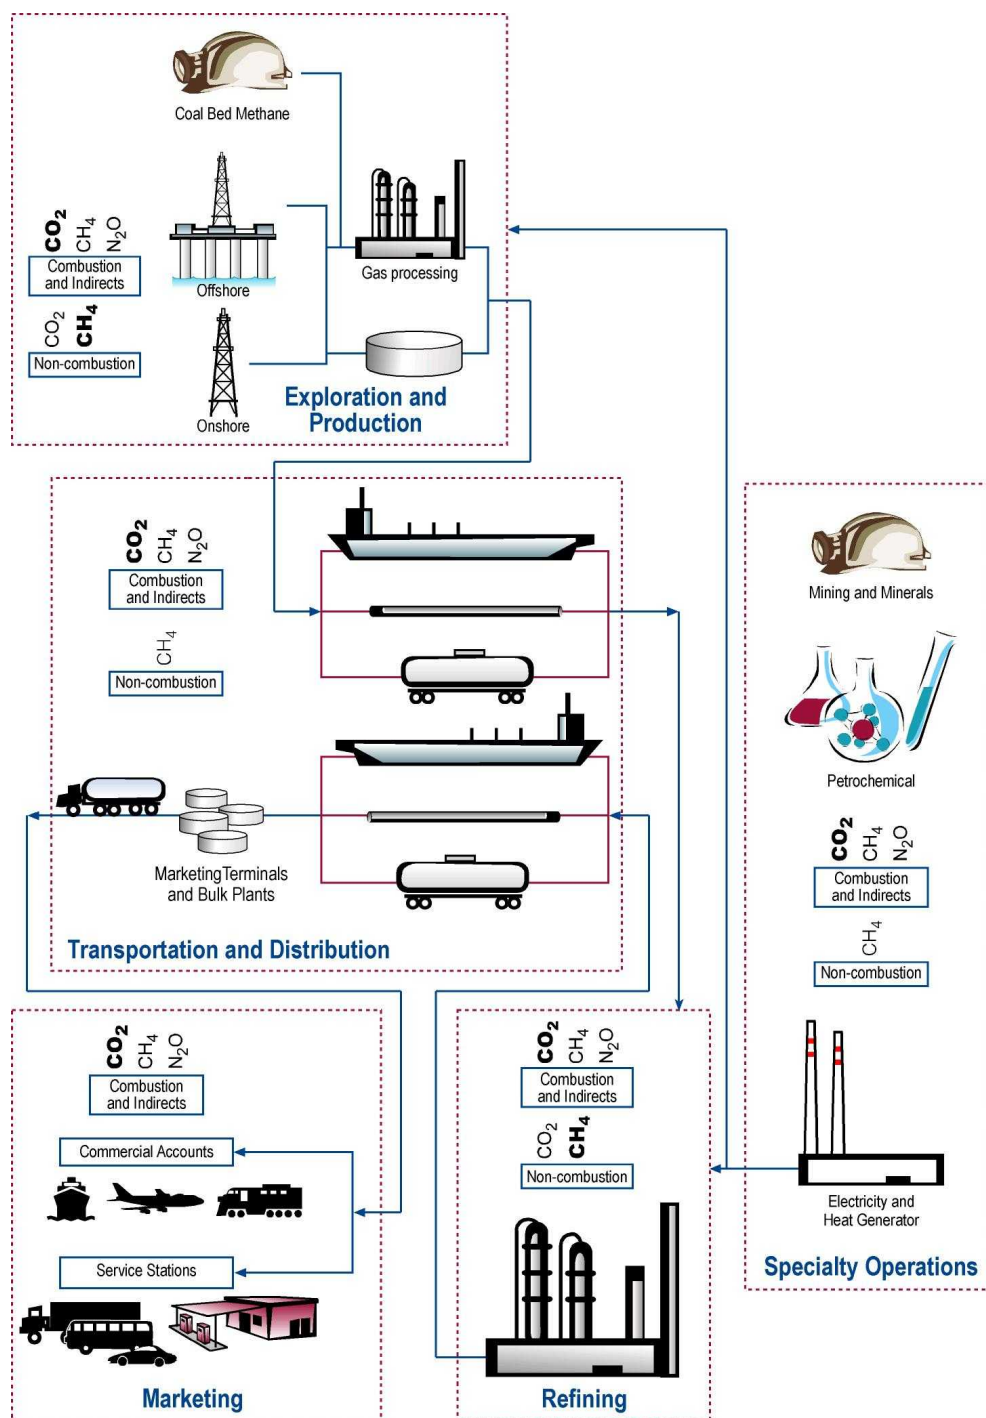 Coal Bed Methane
CO₂ CH₄ N₂O
Combustion
and Indirects
Offshore
Gas processing
CO₂ CH₄
Non-combustion
Onshore
Exploration and
Production
CO₂ CH₄ N₂O
Combustion
and Indirects
CH₄
Non-combustion
Marketing Terminals
and Bulk Plants
Transportation and Distribution
Mining and Minerals
Petrochemical
CO₂ CH₄ N₂O
Combustion
and Indirects
CH₄
Non-combustion
Electricity and
Heat Generator
Specialty Operations
CO₂ CH₄ N₂O
Combustion
and Indirects
Commercial Accounts
Service Stations
Marketing
CO₂ CH₄ N₂O
Combustion
and Indirects
CO₂ CH₄
Non-combustion
Refining